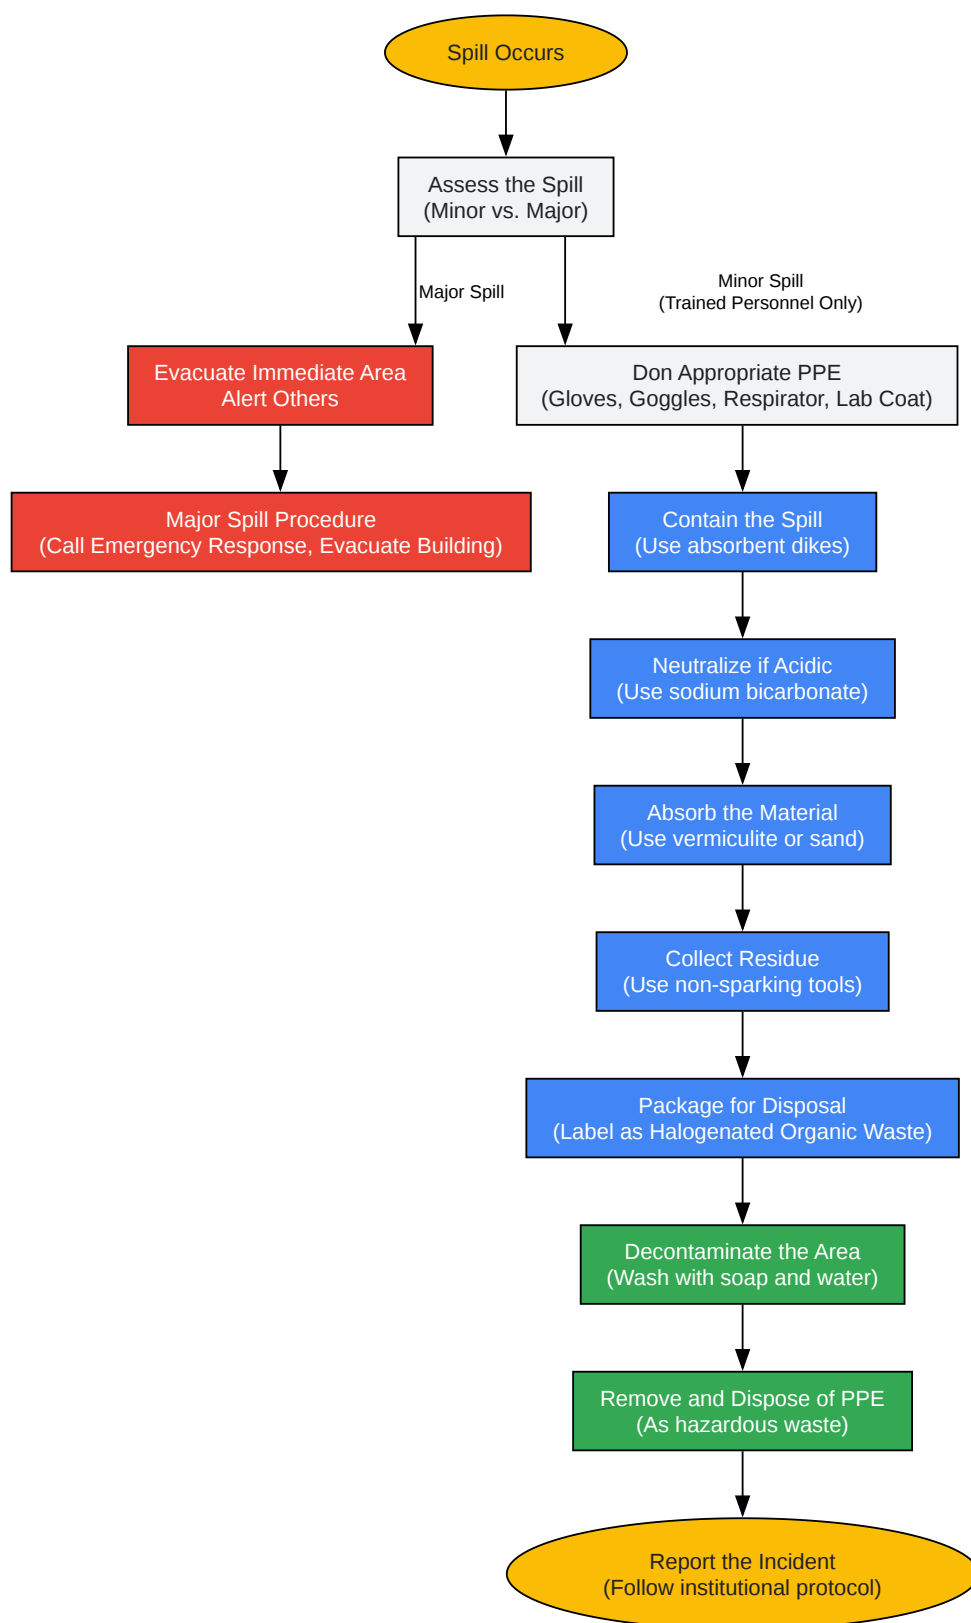 Spill Occurs
Assess the Spill
(Minor vs. Major)
Major Spill
Minor Spill
(Trained Personnel Only)
Evacuate Immediate Area
Alert Others
Don Appropriate PPE
(Gloves, Goggles, Respirator, Lab Coat)
Major Spill Procedure
(Call Emergency Response, Evacuate Building)
Contain the Spill
(Use absorbent dikes)
Neutralize if Acidic
(Use sodium bicarbonate)
Absorb the Material
(Use vermiculite or sand)
Collect Residue
(Use non-sparking tools)
Package for Disposal
(Label as Halogenated Organic Waste)
Decontaminate the Area
(Wash with soap and water)
Remove and Dispose of PPE
(As hazardous waste)
Report the Incident
(Follow institutional protocol)